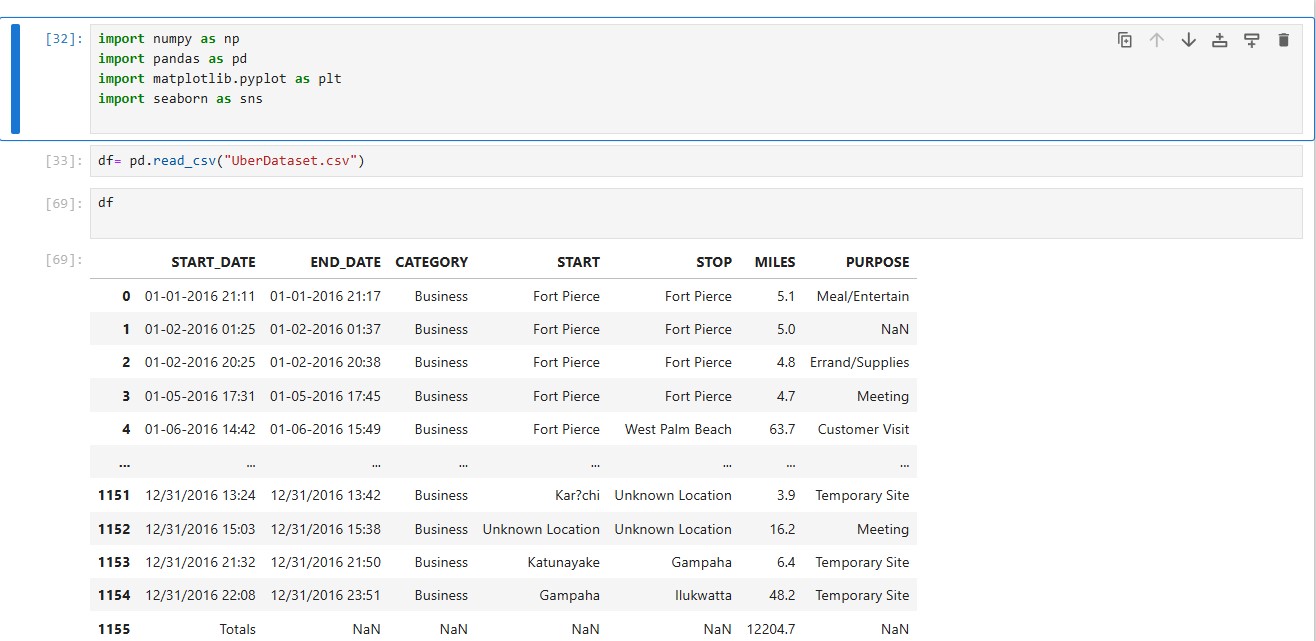 [32]: import numpy as np
import pandas as pd
import matplotlib.pyplot as plt
import seaborn as sns
[33]: df= pd.read_csv("UberDataset.csv")
[69]: df
[69]: START_DATE END_DATE CATEGORY START STOP MILES PURPOSE
0 01-01-2016 21:11 01-01-2016 21:17 Business Fort Pierce Fort Pierce 5.1 Meal/Entertain
1 01-02-2016 01:25 01-02-2016 01:37 Business Fort Pierce Fort Pierce 5.0 NaN
2 01-02-2016 20:25 01-02-2016 20:38 Business Fort Pierce Fort Pierce 4.8 Errand/Supplies
3 01-05-2016 17:31 01-05-2016 17:45 Business Fort Pierce Fort Pierce 4.7 Meeting
4 01-06-2016 14:42 01-06-2016 15:49 Business Fort Pierce West Palm Beach 63.7 Customer Visit
... ... ... ... ... ... ... ...
1151 12/31/2016 13:24 12/31/2016 13:42 Business Kar?chi Unknown Location 3.9 Temporary Site
1152 12/31/2016 15:03 12/31/2016 15:38 Business Unknown Location Unknown Location 16.2 Meeting
1153 12/31/2016 21:32 12/31/2016 21:50 Business Katunayake Gampaha 6.4 Temporary Site
1154 12/31/2016 22:08 12/31/2016 23:51 Business Gampaha Ilukwatta 48.2 Temporary Site
1155 Totals NaN NaN NaN NaN 12204.7 NaN